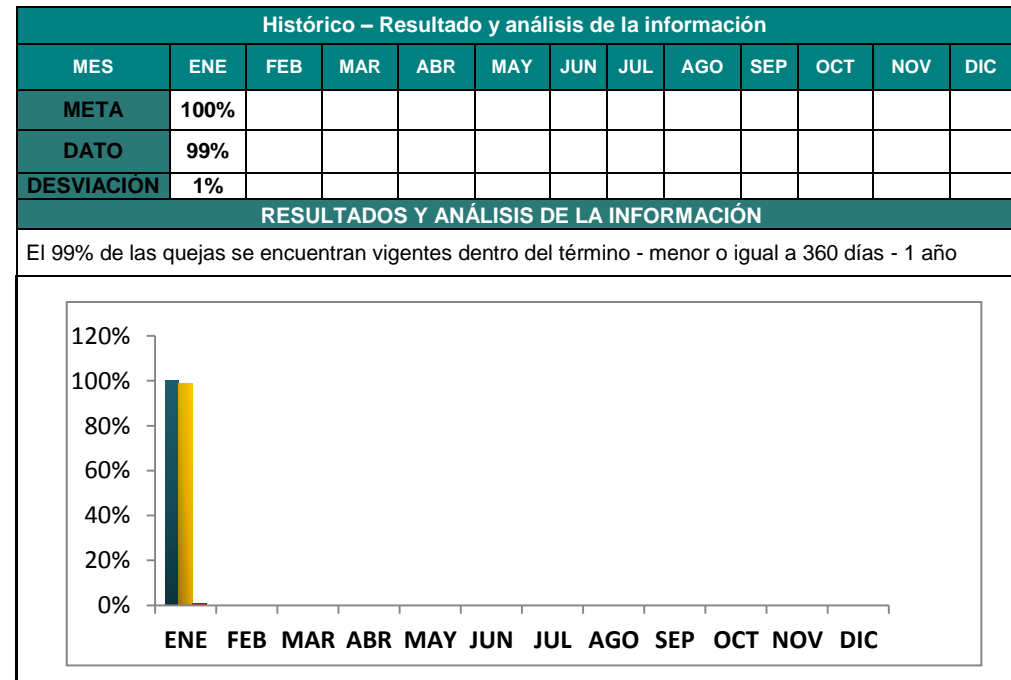 Histórico – Resultado y análisis de la información
MES ENE FEB MAR ABR MAY JUN JUL AGO SEP OCT NOV DIC
META 100%
DATO 99%
DESVIACIÓN 1%
RESULTADOS Y ANÁLISIS DE LA INFORMACIÓN
El 99% de las quejas se encuentran vigentes dentro del término - menor o igual a 360 días - 1 año
120%
100%
80%
60%
40%
20%
0%
ENE FEB MAR ABR MAY JUN JUL AGO SEP OCT NOV DIC